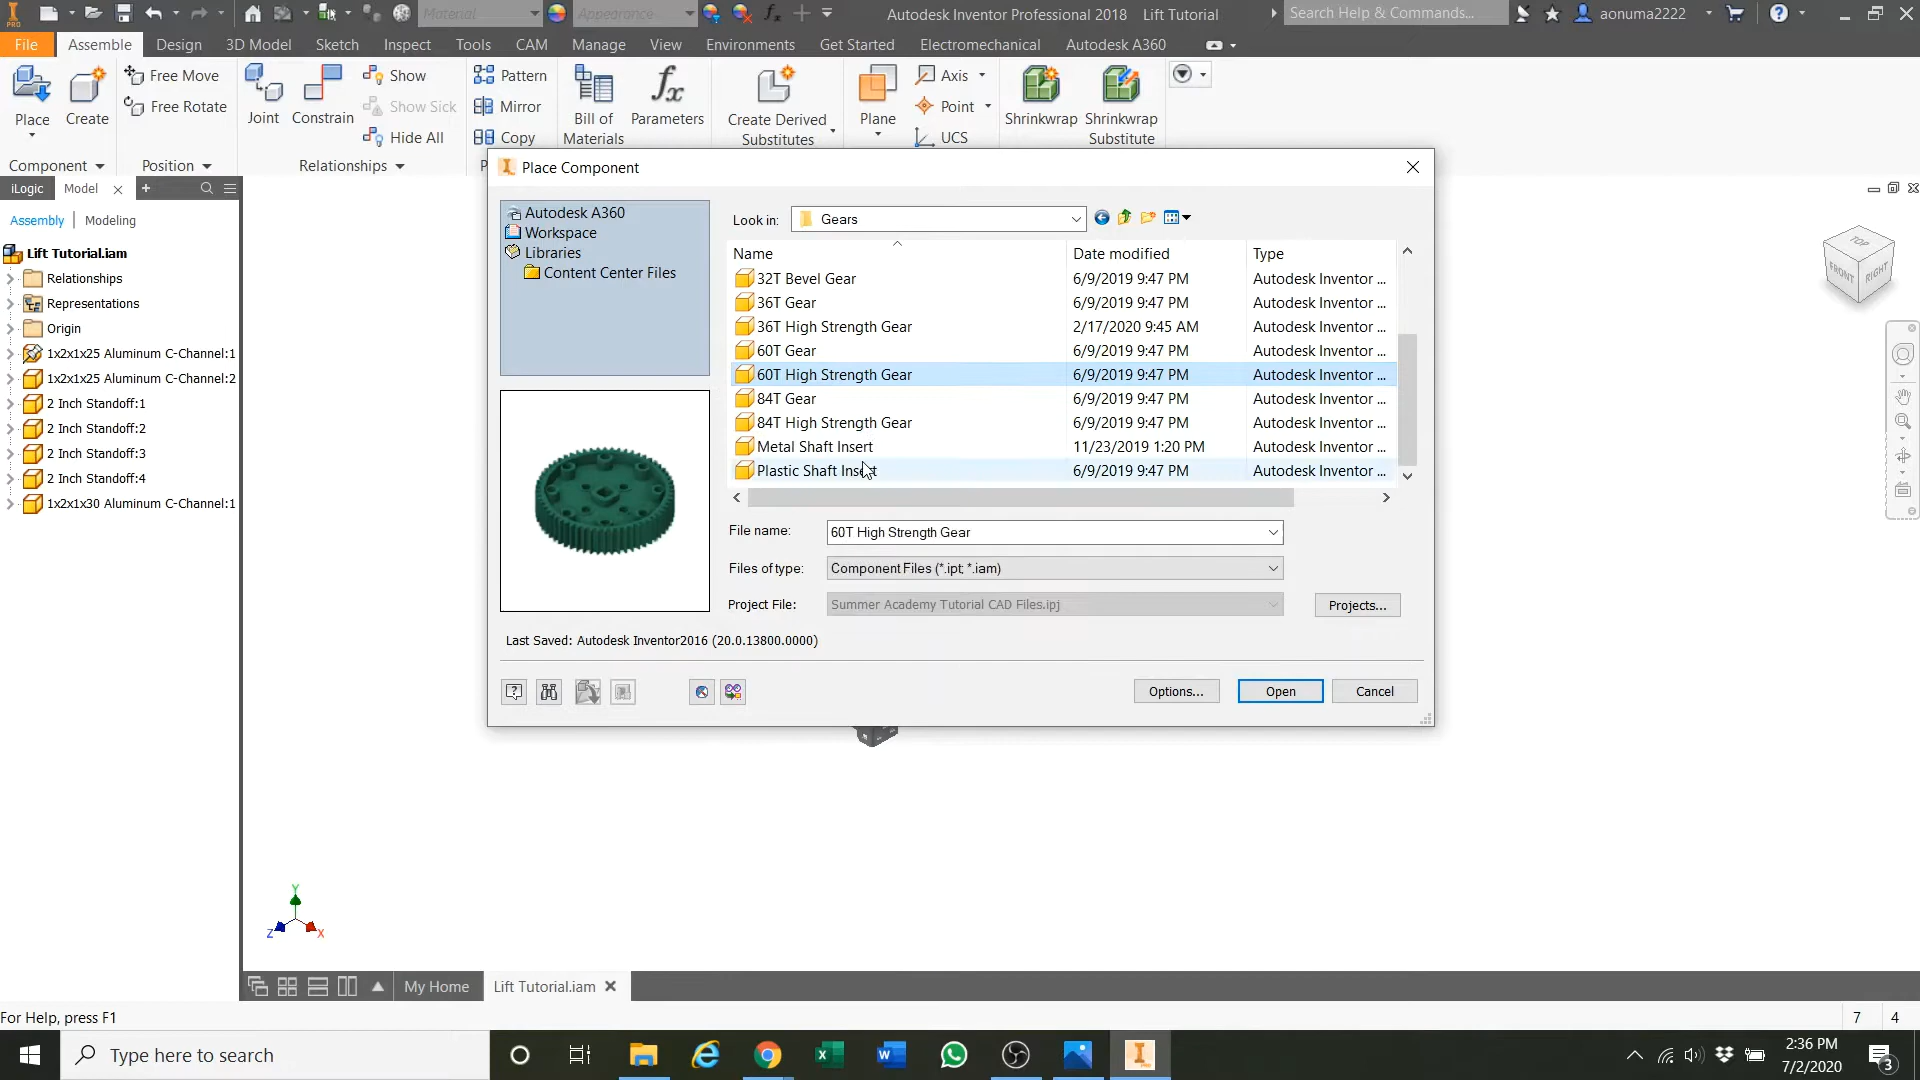 PRO
Material
Appearance
Autodesk Inventor Professional 2018 Lift Tutorial
Search Help & Commands...
aonuma2222
File Assemble Design 3D Model Sketch Inspect Tools CAM Manage View Environments Get Started Electromechanical Autodesk A360
Place
Create
Free Move
Free Rotate
Joint
Constrain
Show
Show Sick
Hide All
Pattern
Mirror
Copy
Bill of Materials
Parameters
Create Derived Substitutes
Plane
Axis
Point
UCS
Shrinkwrap
Shrinkwrap Substitute
Component
Position
Relationships
iLogic
Model
Assembly
Modeling
Lift Tutorial.iam
Relationships
Representations
Origin
1x2x1x25 Aluminum C-Channel:1
1x2x1x25 Aluminum C-Channel:2
2 Inch Standoff:1
2 Inch Standoff:2
2 Inch Standoff:3
2 Inch Standoff:4
1x2x1x30 Aluminum C-Channel:1
Place Component
Autodesk A360
Workspace
Libraries
Content Center Files
Look in: Gears
Name Date modified Type
32T Bevel Gear 6/9/2019 9:47 PM Autodesk Inventor ...
36T Gear 6/9/2019 9:47 PM Autodesk Inventor ...
36T High Strength Gear 2/17/2020 9:45 AM Autodesk Inventor ...
60T Gear 6/9/2019 9:47 PM Autodesk Inventor ...
60T High Strength Gear 6/9/2019 9:47 PM Autodesk Inventor ...
84T Gear 6/9/2019 9:47 PM Autodesk Inventor ...
84T High Strength Gear 6/9/2019 9:47 PM Autodesk Inventor ...
Metal Shaft Insert 11/23/2019 1:20 PM Autodesk Inventor ...
Plastic Shaft Insert 6/9/2019 9:47 PM Autodesk Inventor ...
File name: 60T High Strength Gear
Files of type: Component Files (*.ipt; *.iam)
Project File: Summer Academy Tutorial CAD Files.ipj
Projects...
Last Saved: Autodesk Inventor2016 (20.0.13800.0000)
Options...
Open
Cancel
TOP
FRONT
RIGHT
Y
Z
X
My Home
Lift Tutorial.iam
For Help, press F1
7 4
Type here to search
2:36 PM
7/2/2020
3